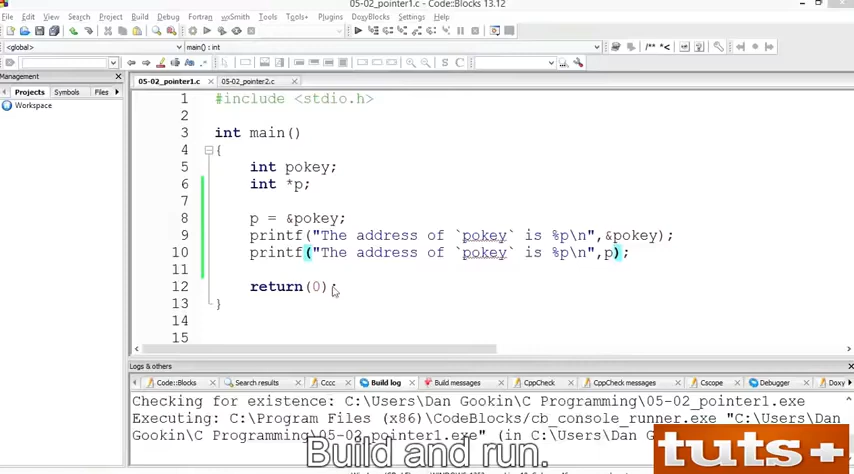 05-02_pointer1.c - Code::Blocks 13.12
File Edit View Search Project Build Debug Fortran wxSmith Tools Tools+ Plugins DoxyBlocks Settings Help
<global> main() : int
Management
Projects Symbols Files
Workspace
05-02_pointer1.c 05-02_pointer2.c
1 #include <stdio.h>
2
3 int main()
4 {
5 int pokey;
6 int *p;
7
8 p = &pokey;
9 printf("The address of `pokey` is %p\n",&pokey);
10 printf("The address of `pokey` is %p\n",p);
11
12 return(0);
13 }
14
15
Logs & others
Code::Blocks Search results Cccc Build log Build messages CppCheck CppCheck messages Cscope Debugger Doxy
Checking for existence: C:\Users\Dan Gookin\C Programming\05-02_pointer1.exe
Executing: C:\Program Files (x86)\CodeBlocks/cb_console_runner.exe "C:\Users\Dan
Gookin\C Programming\05-02_pointer1.exe" (in C:\Users\Dan G
Build and run.
tuts+